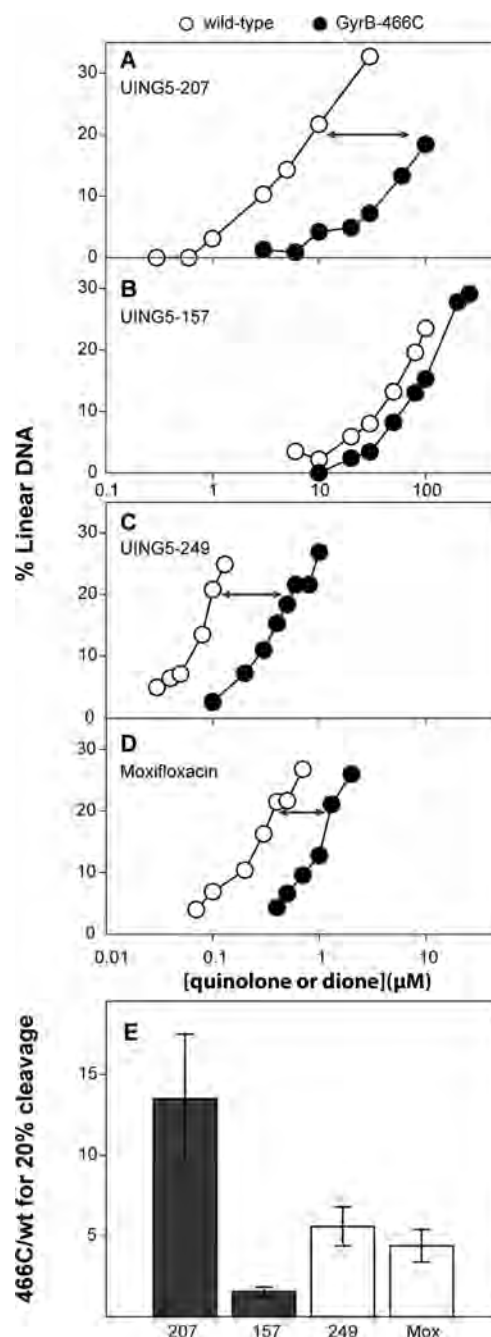 wild-type GyrB-466C
A
UING5-207
30
20
10
0
B
UING5-157
30
20
10
0
0.1 1 10 100
% Linear DNA
C
UING5-249
30
20
10
0
D
Moxifloxacin
30
20
10
0
0.01 0.1 1 10
[quinolone or dione](µM)
E
466C/wt for 20% cleavage
15
10
5
207 157 249 Mox